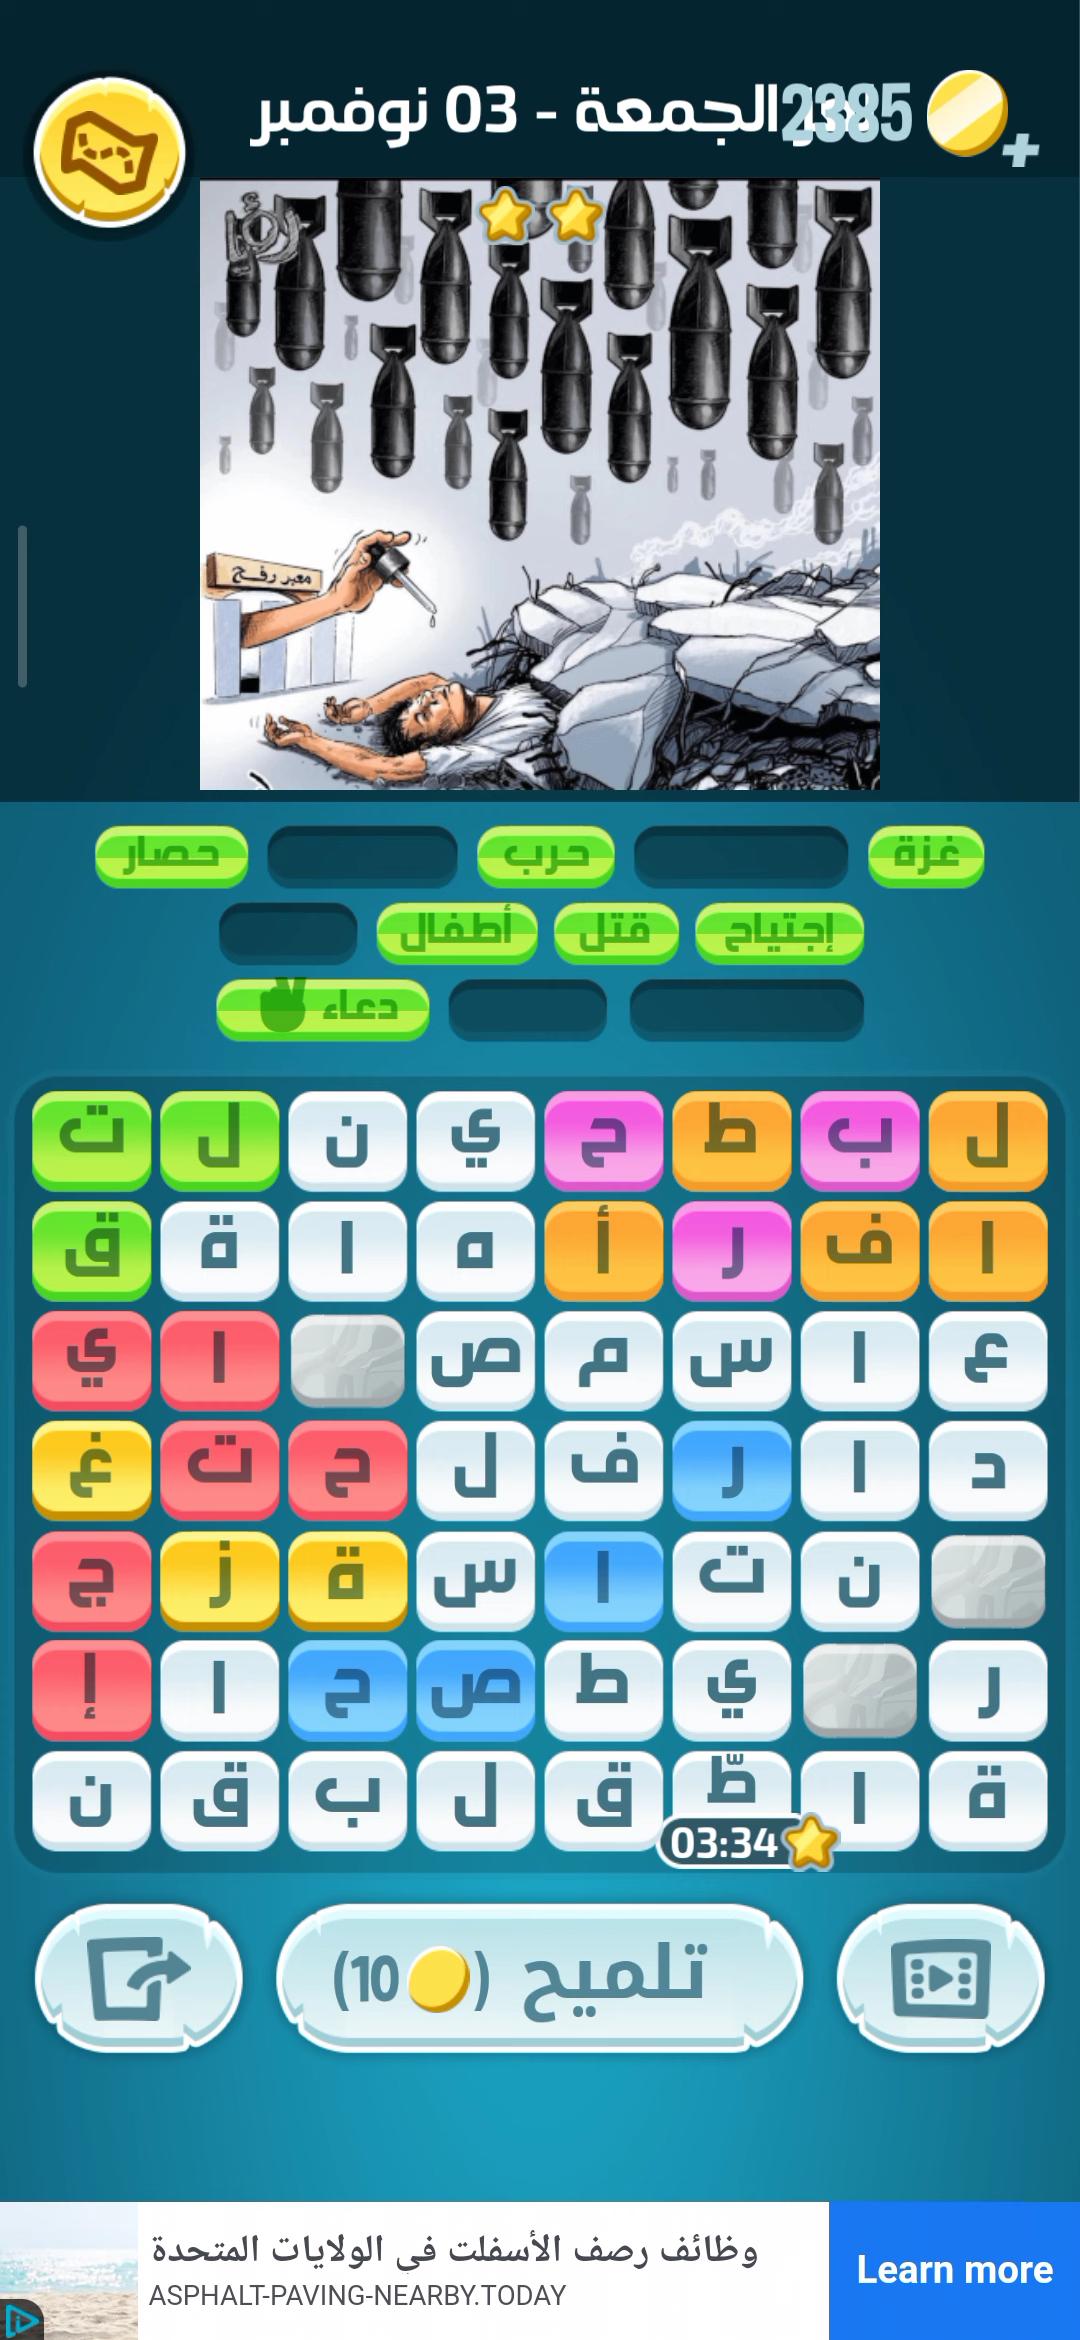 الجمعة - 03 نوفمبر
2385
معبر رفح
غزة حرب حصار
إجتياح قتل أطفال
دعاء
ل ب ط ح ي ن ل ت
ا ف ر أ ه ا ة ق
ع ا س م ص ا ي
د ا ر ف ل ح ت غ
ن ت ا س ة ز ج
ر ي ط ص ح ا إ
ة ا طّ ق ل ب ق ن
03:34
تلميح (10)
وظائف رصف الأسفلت في الولايات المتحدة
ASPHALT-PAVING-NEARBY.TODAY
Learn more